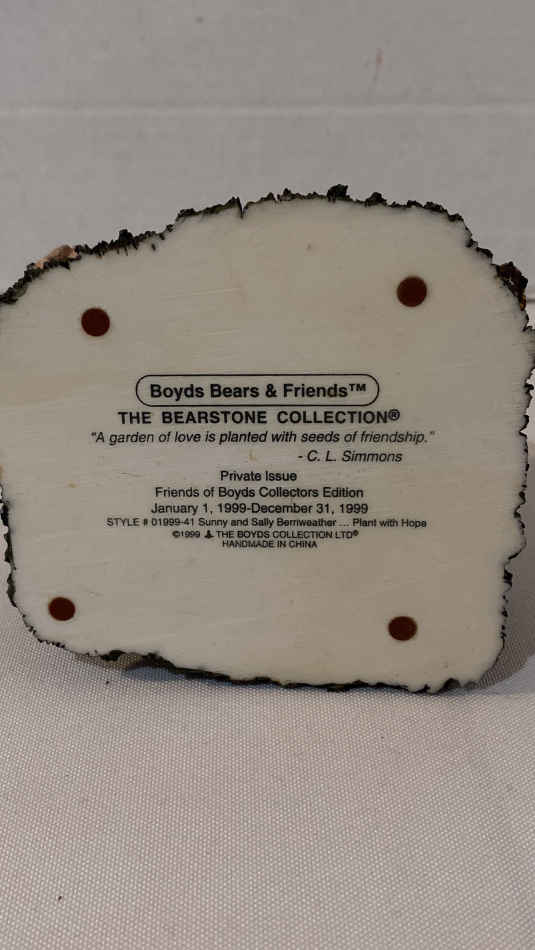 Boyds Bears & Friends™
THE BEARSTONE COLLECTION®
"A garden of love is planted with seeds of friendship."
- C. L. Simmons
Private Issue
Friends of Boyds Collectors Edition
January 1, 1999-December 31, 1999
STYLE # 01999-41 Sunny and Sally Berriweather ... Plant with Hope
©1999 THE BOYDS COLLECTION LTD®
HANDMADE IN CHINA